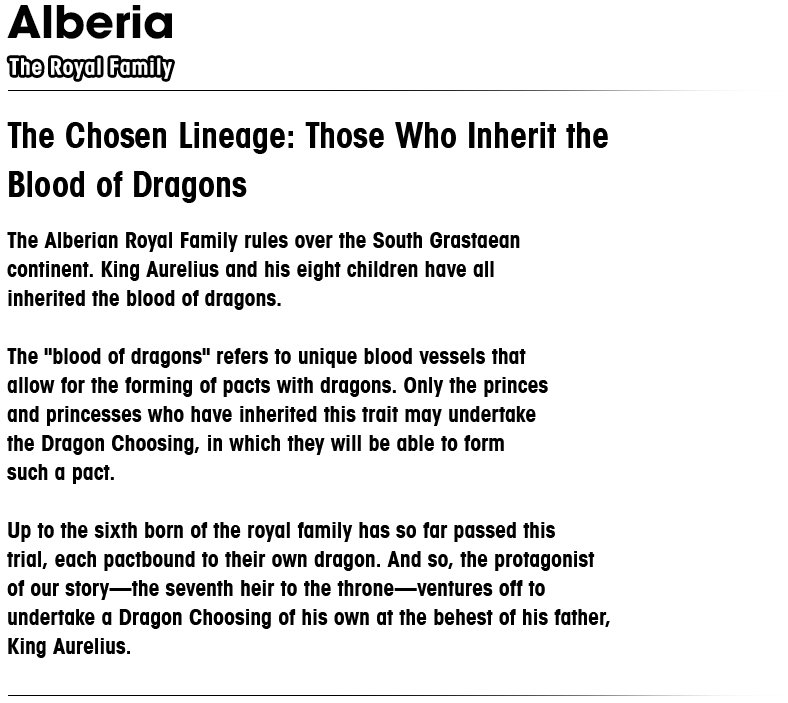 Alberia
The Royal Family
The Chosen Lineage: Those Who Inherit the
Blood of Dragons
The Alberian Royal Family rules over the South Grastaean
continent. King Aurelius and his eight children have all
inherited the blood of dragons.
The "blood of dragons" refers to unique blood vessels that
allow for the forming of pacts with dragons. Only the princes
and princesses who have inherited this trait may undertake
the Dragon Choosing, in which they will be able to form
such a pact.
Up to the sixth born of the royal family has so far passed this
trial, each pactbound to their own dragon. And so, the protagonist
of our story—the seventh heir to the throne—ventures off to
undertake a Dragon Choosing of his own at the behest of his father,
King Aurelius.